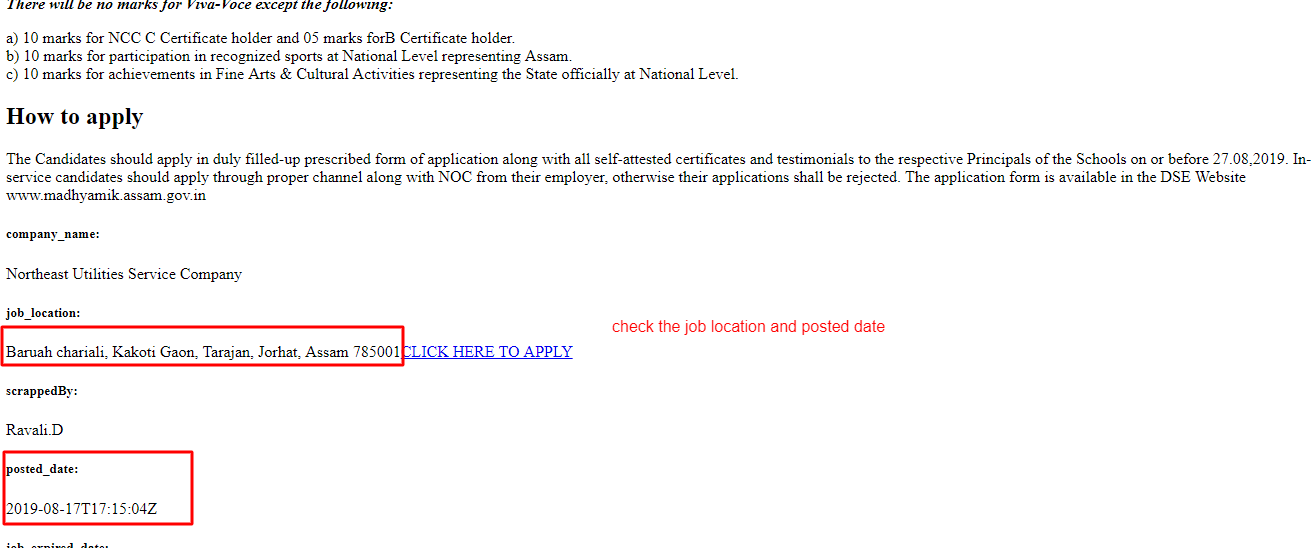 There will be no marks for Viva-Voce except the following:
a) 10 marks for NCC C Certificate holder and 05 marks forB Certificate holder.
b) 10 marks for participation in recognized sports at National Level representing Assam.
c) 10 marks for achievements in Fine Arts & Cultural Activities representing the State officially at National Level.
How to apply
The Candidates should apply in duly filled-up prescribed form of application along with all self-attested certificates and testimonials to the respective Principals of the Schools on or before 27.08,2019. In-
service candidates should apply through proper channel along with NOC from their employer, otherwise their applications shall be rejected. The application form is available in the DSE Website
www.madhyamik.assam.gov.in
company_name:
Northeast Utilities Service Company
job_location:
check the job location and posted date
Baruah chariali, Kakoti Gaon, Tarajan, Jorhat, Assam 785001CLICK HERE TO APPLY
scrappedBy:
Ravali.D
posted_date:
2019-08-17T17:15:04Z
job_expired_date: